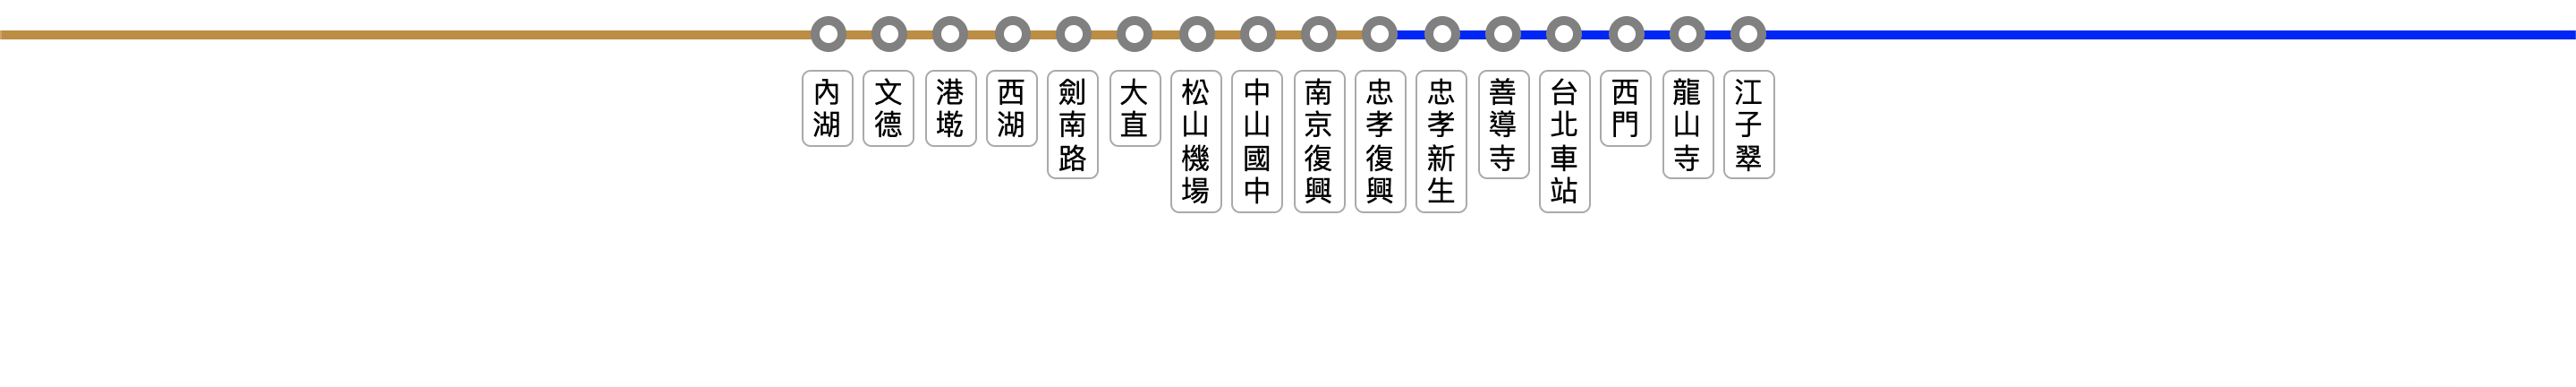 內湖
文德
港墘
西湖
劍南路
大直
松山機場
中山國中
南京復興
忠孝復興
忠孝新生
善導寺
台北車站
西門
龍山寺
江子翠